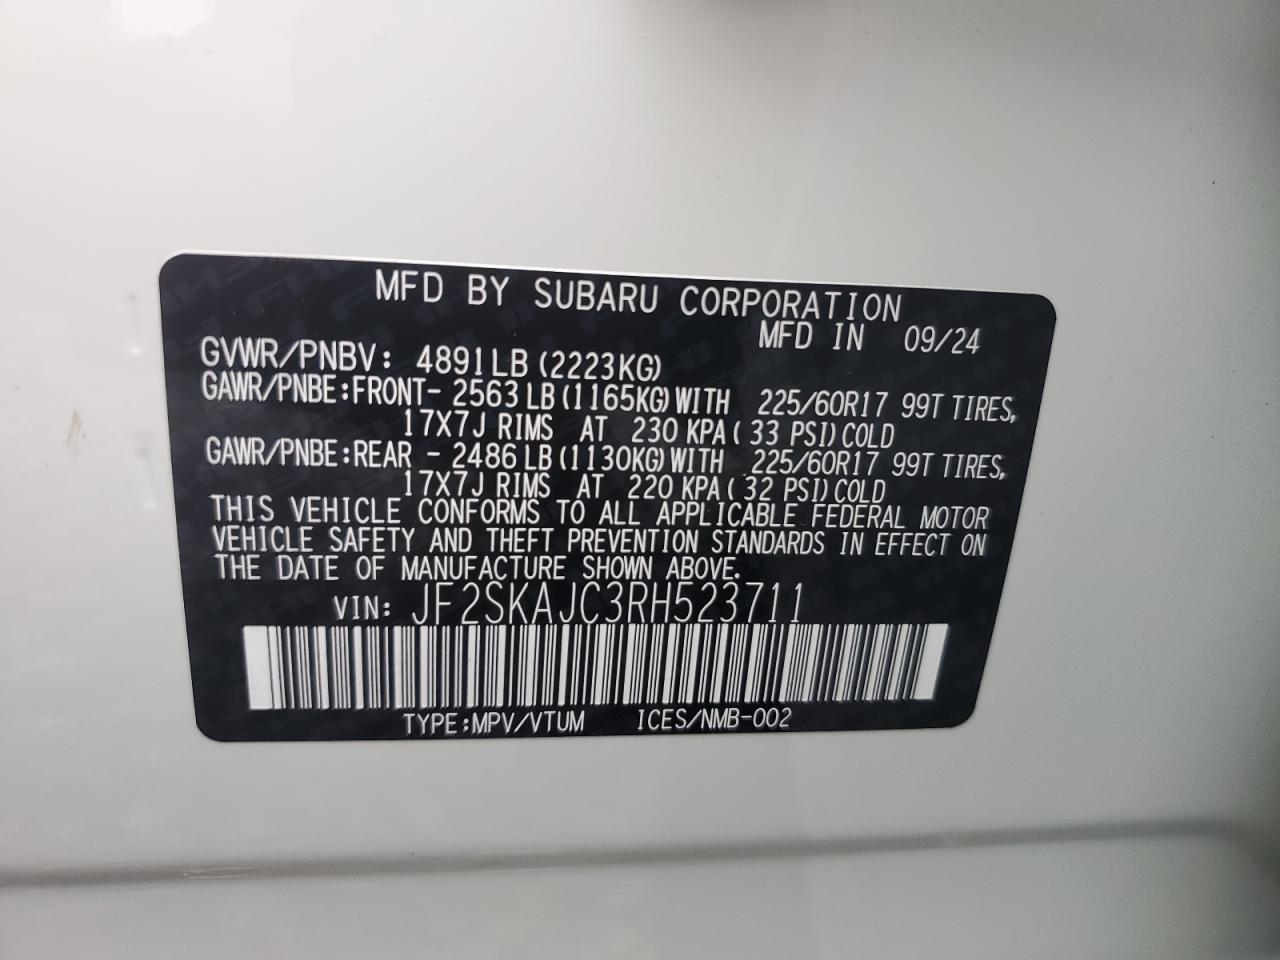 MFD BY SUBARU CORPORATION
MFD IN 09/24
GVWR/PNBV: 4891LB (2223KG)
GAWR/PNBE:FRONT- 2563 LB (1165KG) WITH 225/60R17 99T TIRES,
17X7J RIMS AT 230 KPA ( 33 PSI) COLD
GAWR/PNBE:REAR - 2486 LB (1130KG) WITH 225/60R17 99T TIRES,
17X7J RIMS AT 220 KPA ( 32 PSI) COLD
THIS VEHICLE CONFORMS TO ALL APPLICABLE FEDERAL MOTOR
VEHICLE SAFETY AND THEFT PREVENTION STANDARDS IN EFFECT ON
THE DATE OF MANUFACTURE SHOWN ABOVE.
VIN: JF2SKAJC3RH523711
TYPE:MPV/VTUM ICES/NMB-002